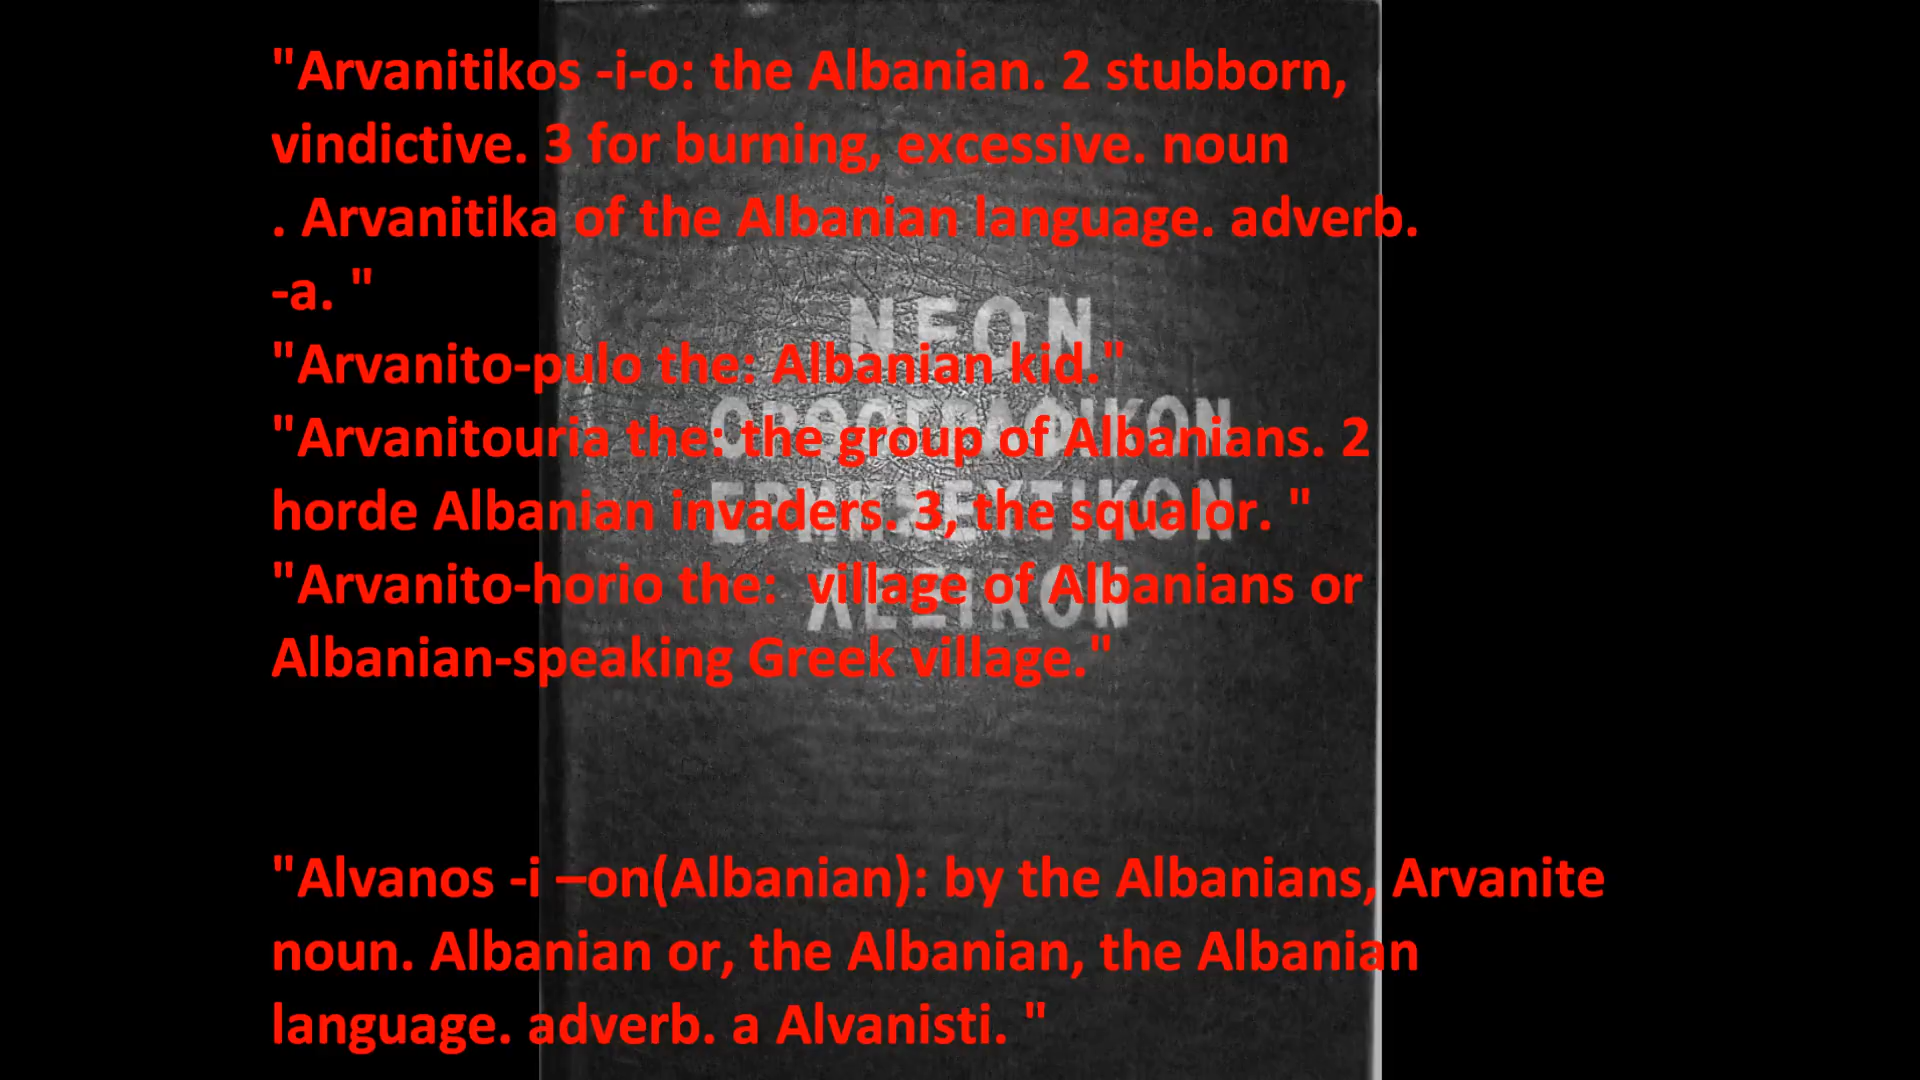 "Arvanitikos -i-o: the Albanian. 2 stubborn,
vindictive. 3 for burning, excessive. noun
. Arvanitika of the Albanian language. adverb.
-a. "
ΝΕΟΝ
"Arvanito-pulo the: Albanian kid."
ΟΡΘΟΓΡΑΦΙΚΟΝ
"Arvanitouria the: the group of Albanians. 2
ΕΡΜΗΝΕΥΤΙΚΟΝ
horde Albanian invaders. 3, the squalor. "
"Arvanito-horio the: village of Albanians or
ΛΕΞΙΚΟΝ
Albanian-speaking Greek village."
"Alvanos -i –on(Albanian): by the Albanians, Arvanite
noun. Albanian or, the Albanian, the Albanian
language. adverb. a Alvanisti. "